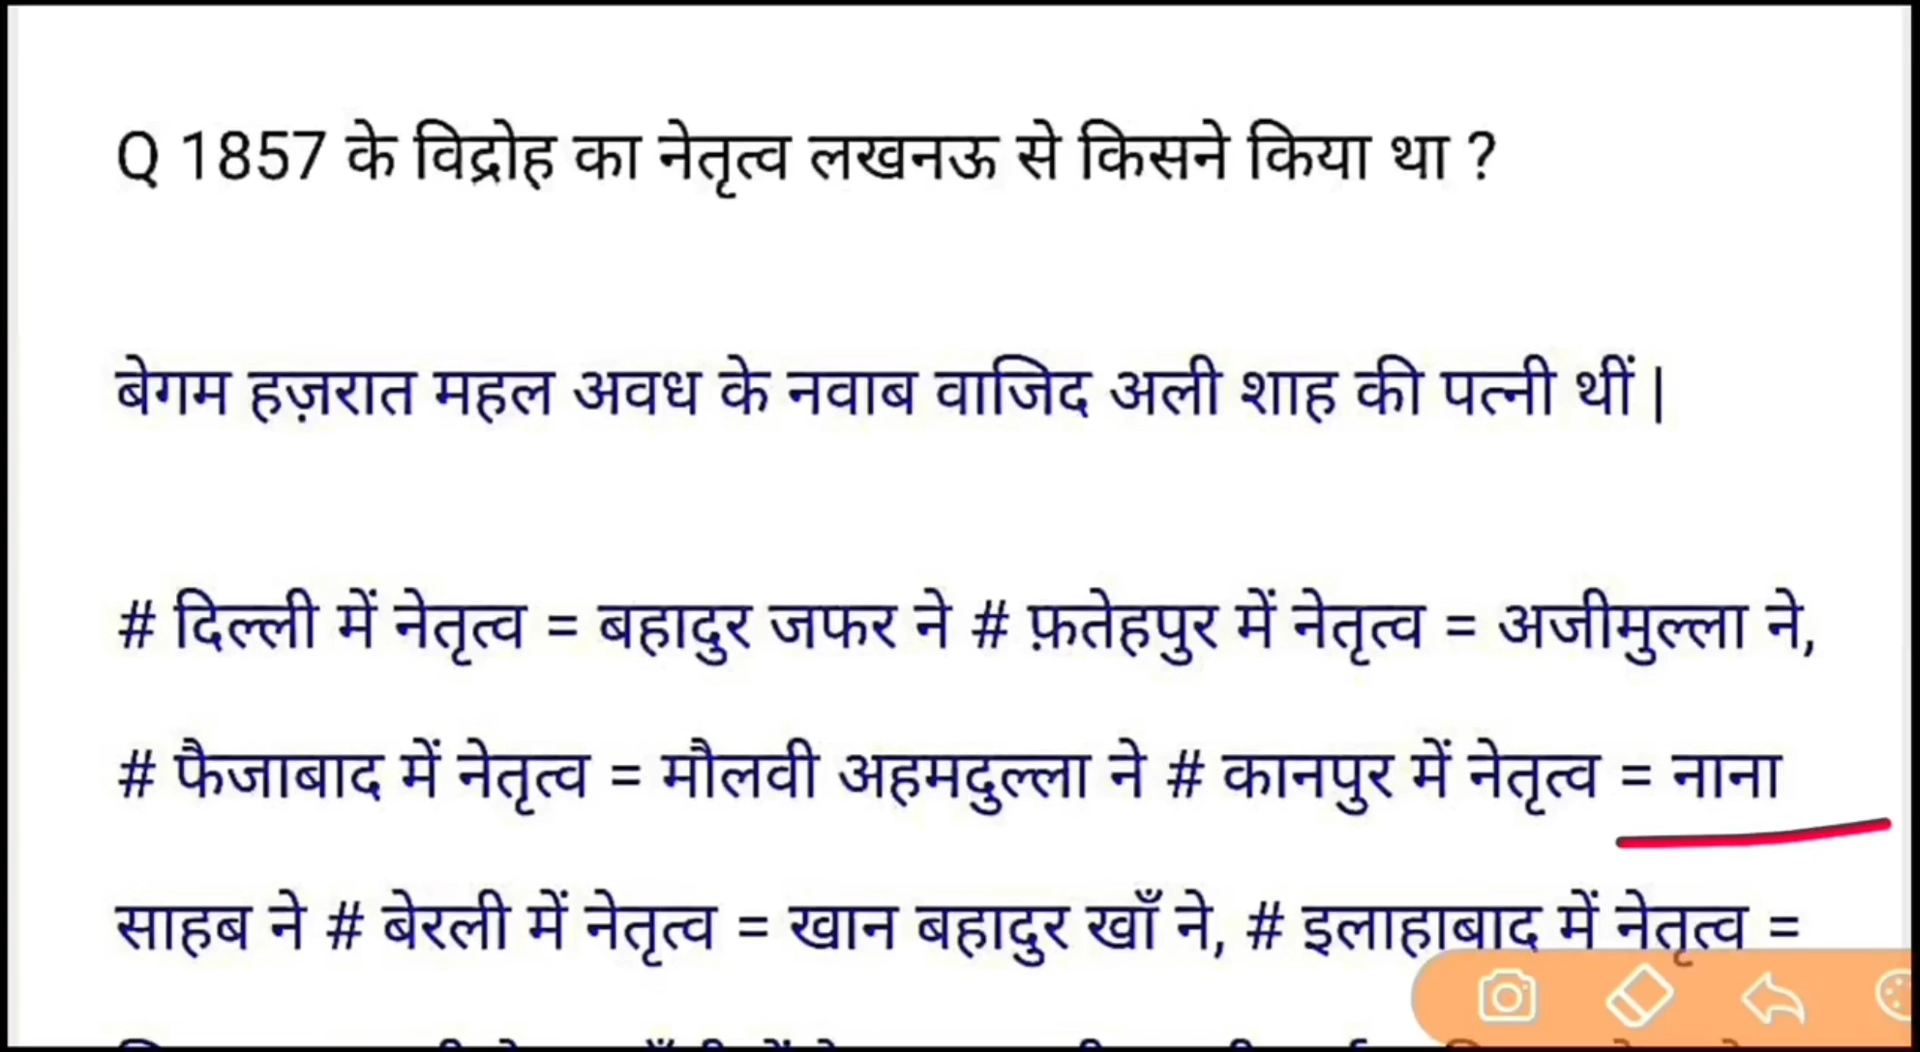 Q 1857 के विद्रोह का नेतृत्व लखनऊ से किसने किया था ?
बेगम हज़रात महल अवध के नवाब वाजिद अली शाह की पत्नी थीं |
# दिल्ली में नेतृत्व = बहादुर जफर ने # फ़तेहपुर में नेतृत्व = अजीमुल्ला ने,
# फैजाबाद में नेतृत्व = मौलवी अहमदुल्ला ने # कानपुर में नेतृत्व = नाना
साहब ने # बेरली में नेतृत्व = खान बहादुर खाँ ने, # इलाहाबाद में नेतृत्व =